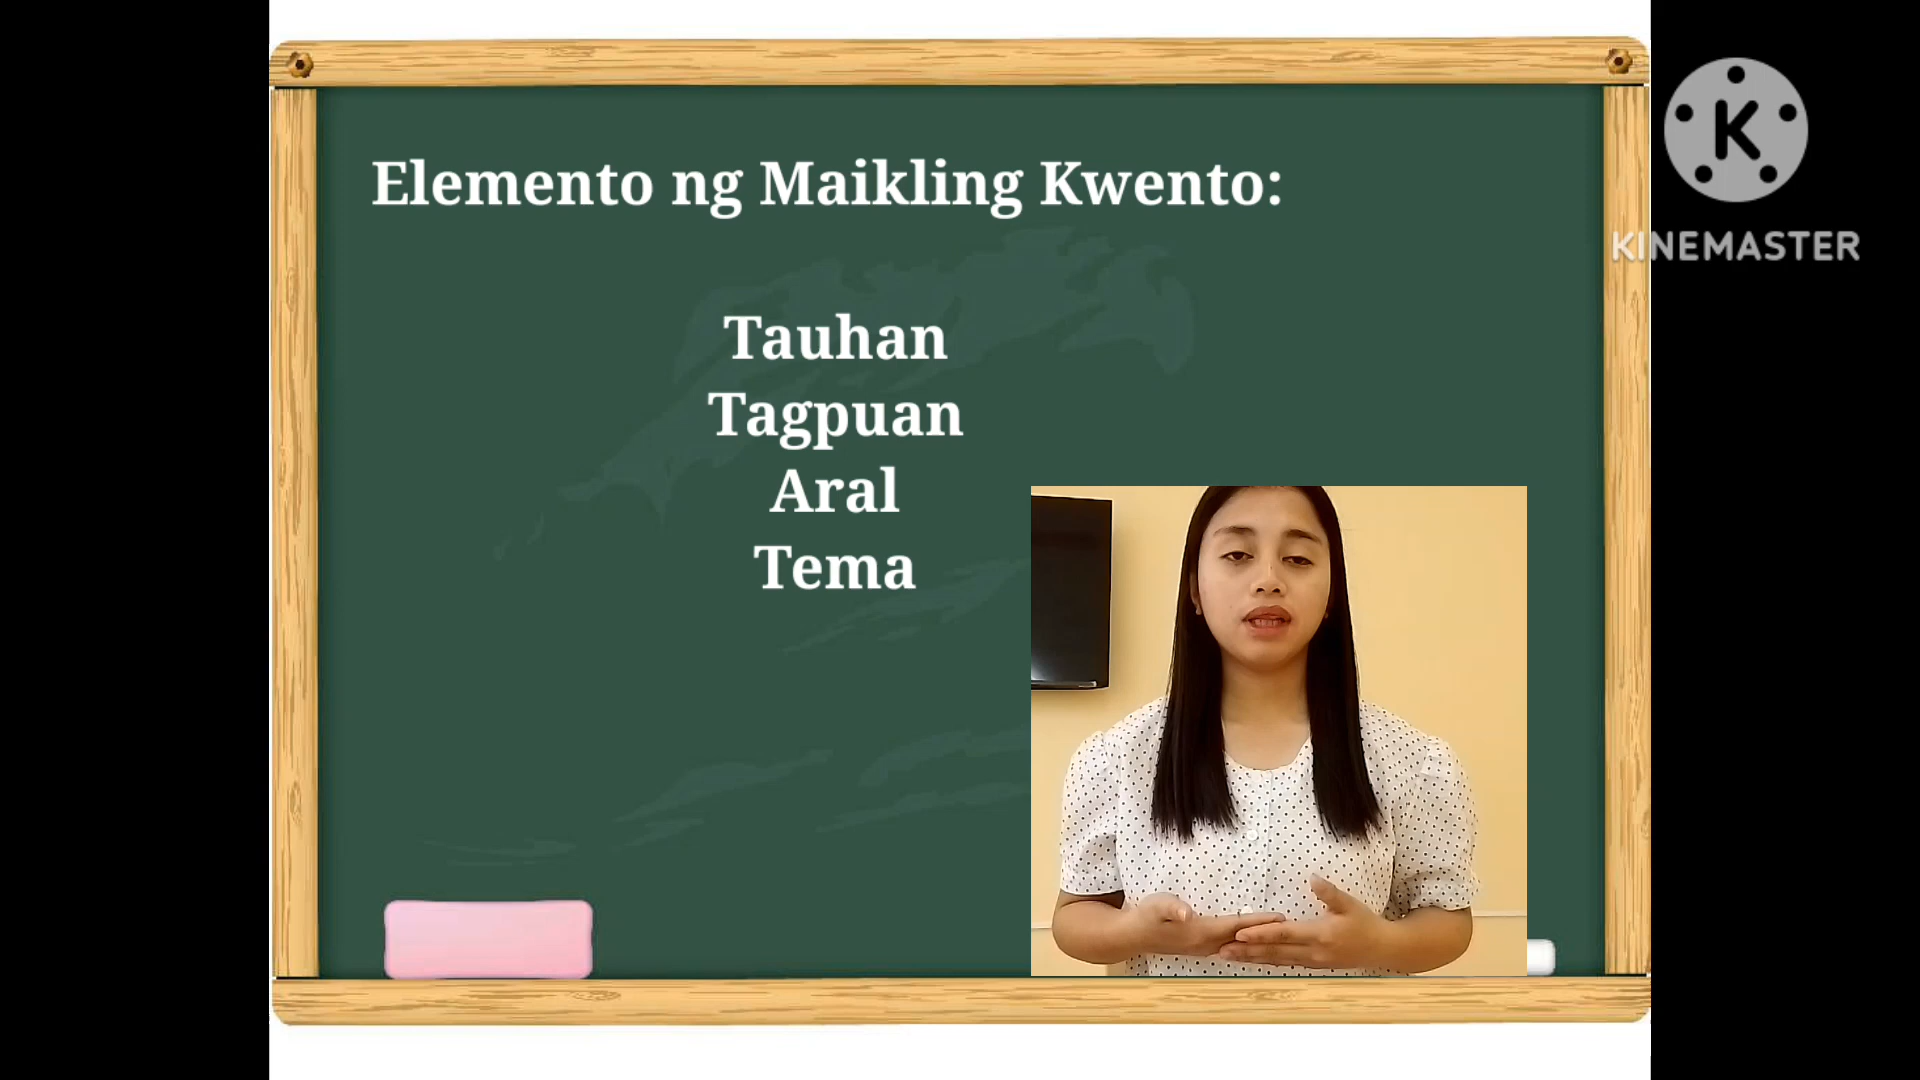 Elemento ng Maikling Kwento:
Tauhan
Tagpuan
Aral
Tema
K
KINEMASTER